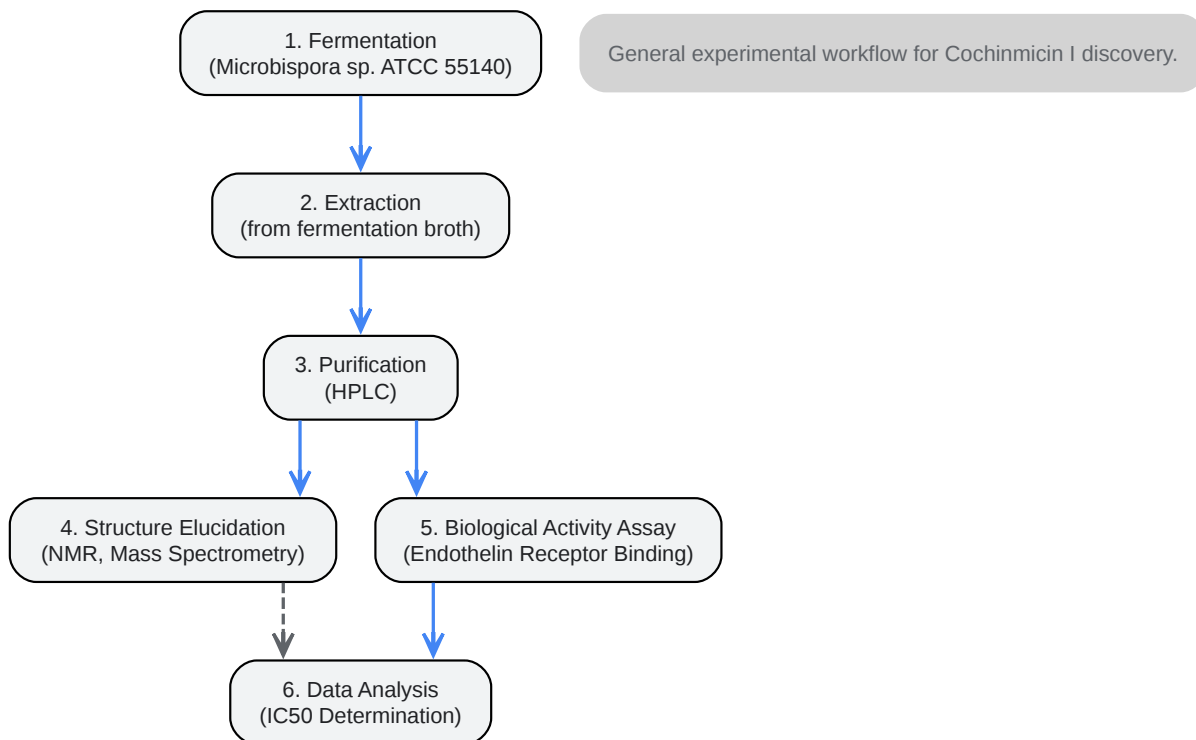 1. Fermentation
(Microbispora sp. ATCC 55140)
General experimental workflow for Cochinmicin I discovery.
2. Extraction
(from fermentation broth)
3. Purification
(HPLC)
4. Structure Elucidation
(NMR, Mass Spectrometry)
5. Biological Activity Assay
(Endothelin Receptor Binding)
6. Data Analysis
(IC50 Determination)